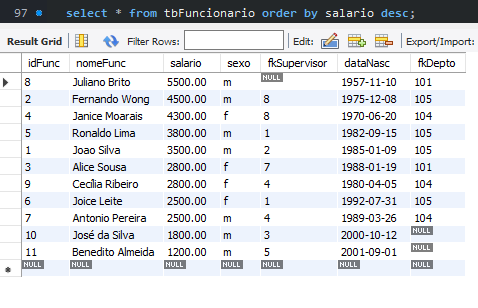 97 select * from tbFuncionario order by salario desc;
Result Grid Filter Rows: Edit: Export/Import:
idFunc nomeFunc salario sexo fkSupervisor dataNasc fkDepto
8 Juliano Brito 5500.00 m NULL 1957-11-10 101
2 Fernando Wong 4500.00 m 8 1975-12-08 105
4 Janice Moarais 4300.00 f 8 1970-06-20 104
5 Ronaldo Lima 3800.00 m 1 1982-09-15 105
1 Joao Silva 3500.00 m 2 1985-01-09 105
3 Alice Sousa 2800.00 f 7 1988-01-19 101
9 Cecília Ribeiro 2800.00 f 4 1980-04-05 104
6 Joice Leite 2500.00 f 1 1992-07-31 105
7 Antonio Pereira 2500.00 m 4 1989-03-26 104
10 José da Silva 1800.00 m 3 2000-10-12 NULL
11 Benedito Almeida 1200.00 m 5 2001-09-01 NULL
NULL NULL NULL NULL NULL NULL NULL